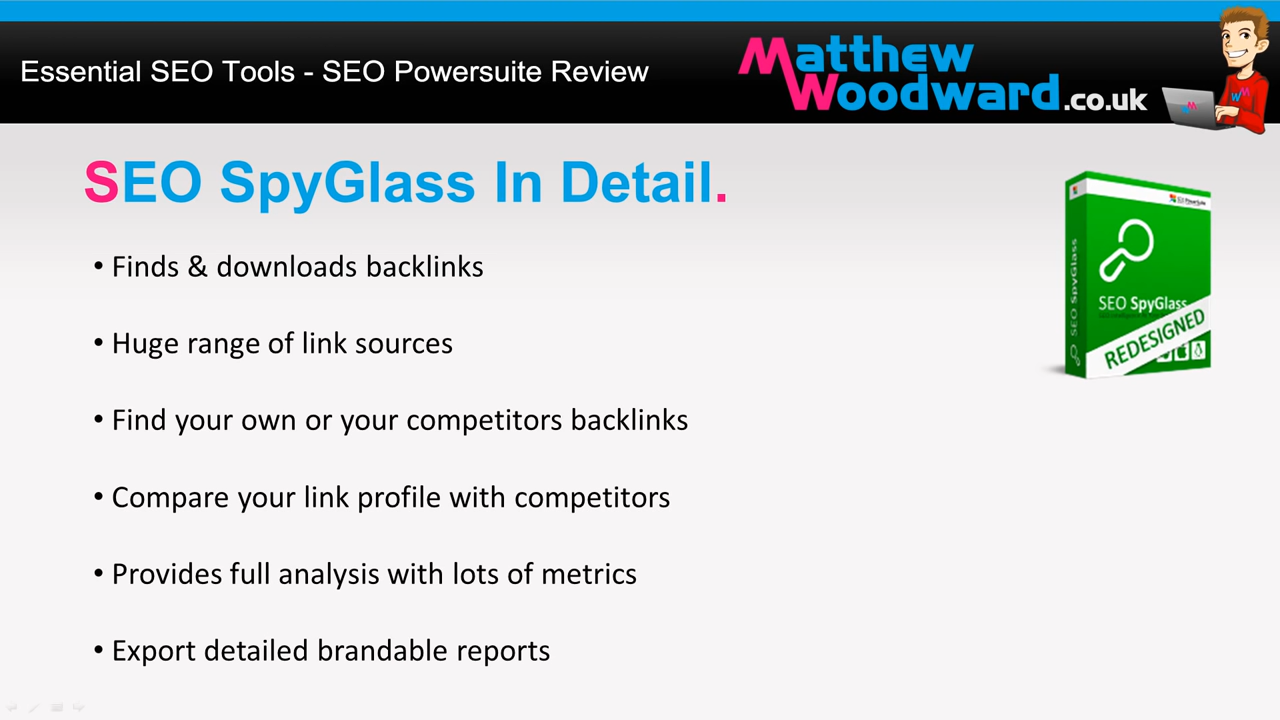 Essential SEO Tools - SEO Powersuite Review
Matthew
Woodward.co.uk
SEO SpyGlass In Detail.
• Finds & downloads backlinks
• Huge range of link sources
• Find your own or your competitors backlinks
• Compare your link profile with competitors
• Provides full analysis with lots of metrics
• Export detailed brandable reports
SEO PowerSuite
SEO SpyGlass
SEO SpyGlass
REDESIGNED